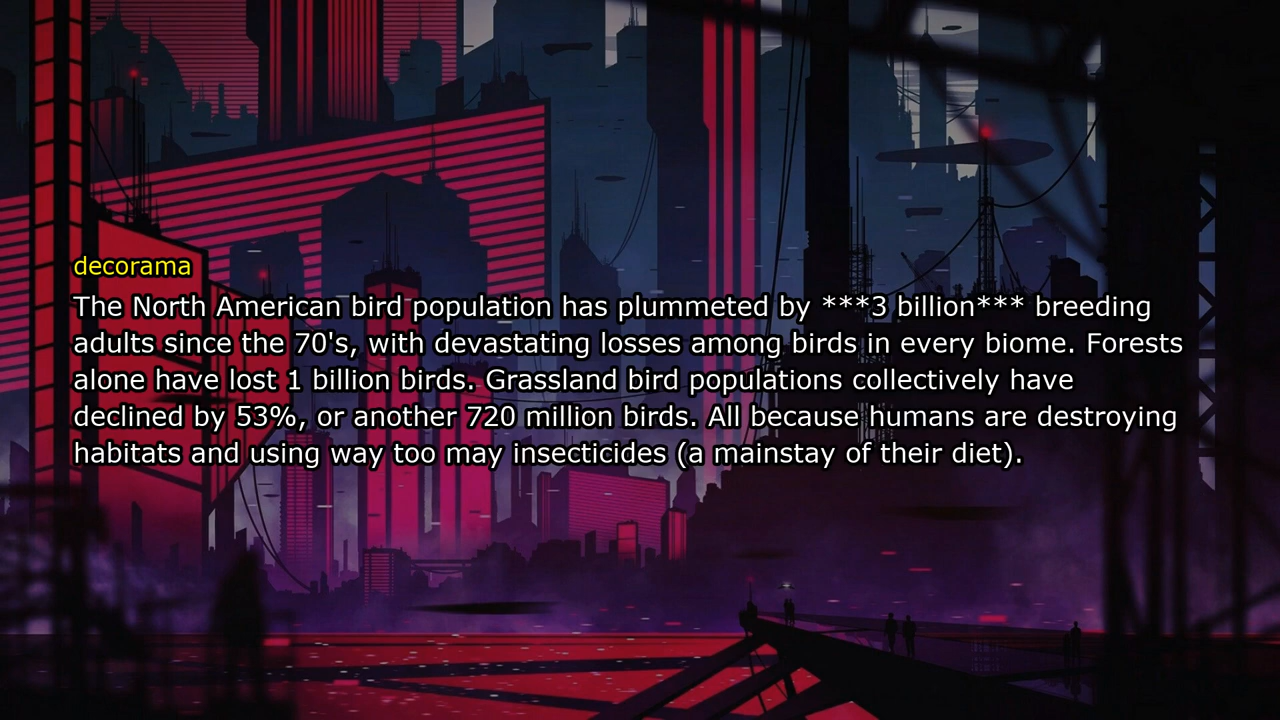 decorama
The North American bird population has plummeted by ***3 billion*** breeding
adults since the 70's, with devastating losses among birds in every biome. Forests
alone have lost 1 billion birds. Grassland bird populations collectively have
declined by 53%, or another 720 million birds. All because humans are destroying
habitats and using way too may insecticides (a mainstay of their diet).